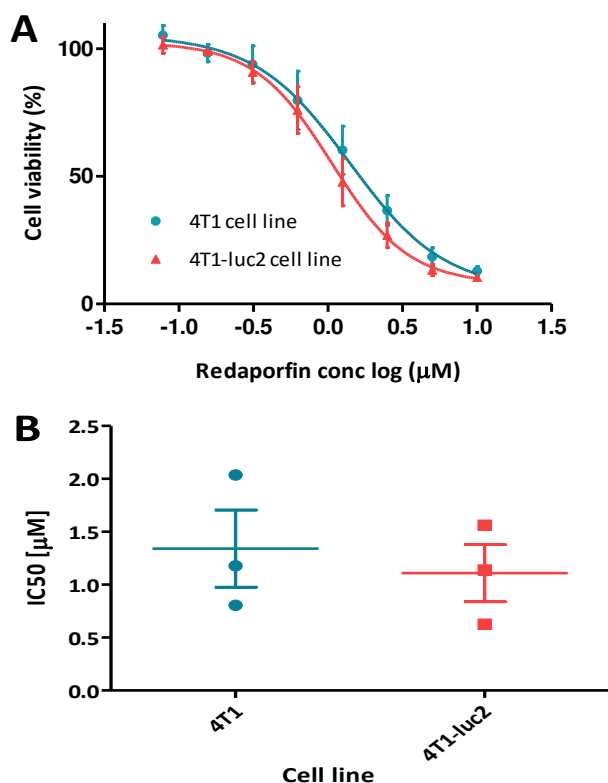 A
Cell viability (%)
100
50
0
4T1 cell line
4T1-luc2 cell line
-1.5 -1.0 -0.5 0.0 0.5 1.0 1.5
Redaporfin conc log (μM)
B
IC50 [μM]
2.5
2.0
1.5
1.0
0.5
0.0
4T1 4T1-luc2
Cell line